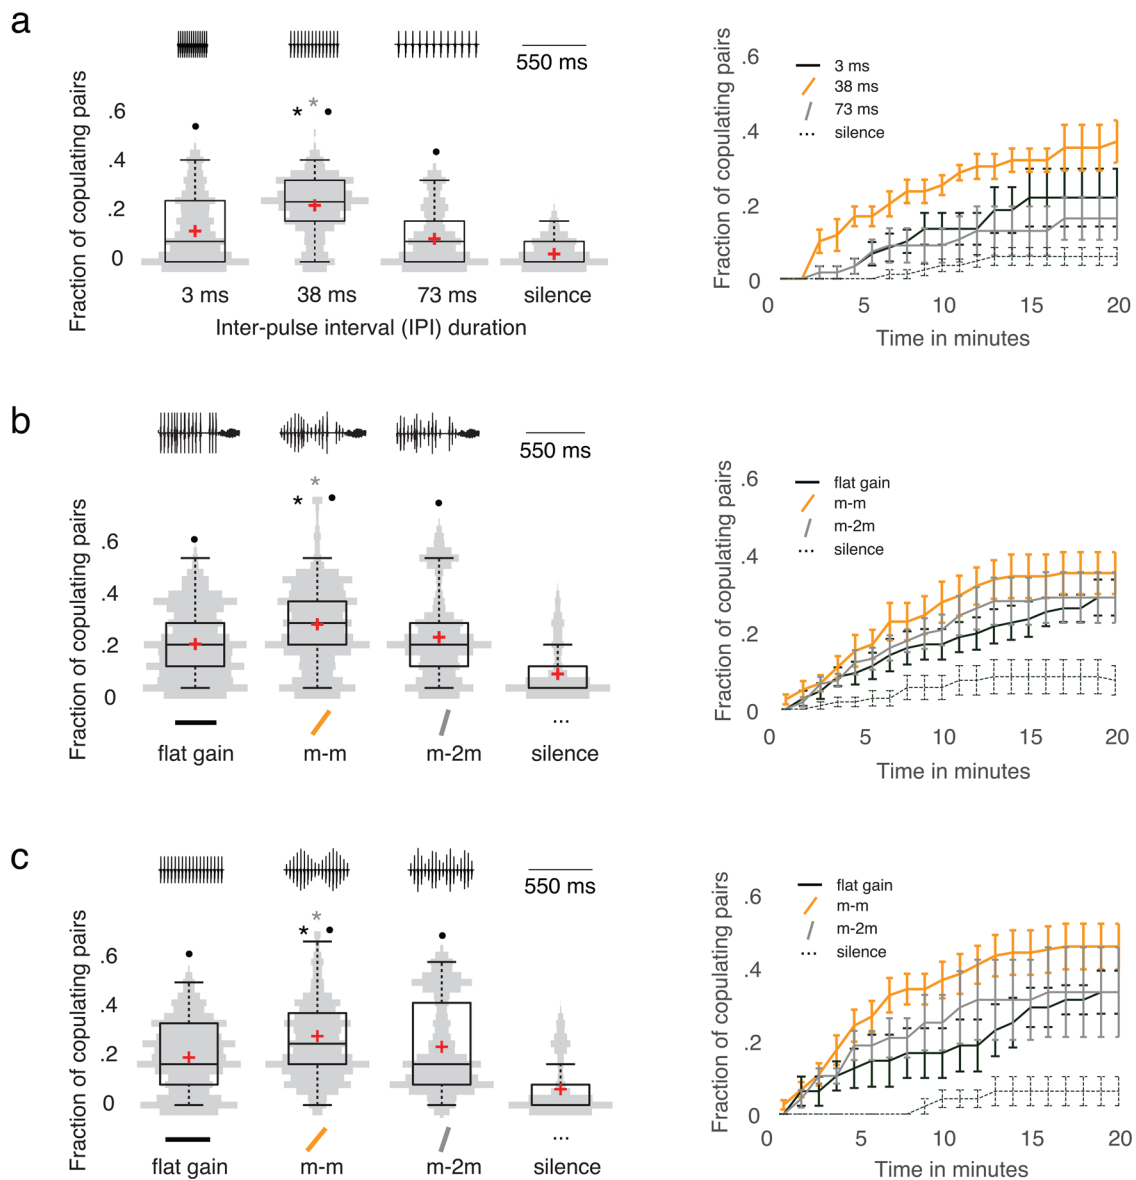 a
550 ms
Fraction of copulating pairs
.6
.4
.2
0
* * •
•
•
3 ms
38 ms
73 ms
silence
Inter-pulse interval (IPI) duration
Fraction of copulating pairs
.6
.4
.2
0
3 ms
38 ms
73 ms
silence
0
5
10
15
20
Time in minutes
b
550 ms
Fraction of copulating pairs
.6
.4
.2
0
*
* •
•
•
flat gain
m-m
m-2m
...
silence
Fraction of copulating pairs
.6
.4
.2
0
flat gain
m-m
m-2m
... silence
0
5
10
15
20
Time in minutes
c
550 ms
Fraction of copulating pairs
.6
.4
.2
0
*
* •
•
•
flat gain
m-m
m-2m
...
silence
Fraction of copulating pairs
.6
.4
.2
0
flat gain
m-m
m-2m
... silence
0
5
10
15
20
Time in minutes